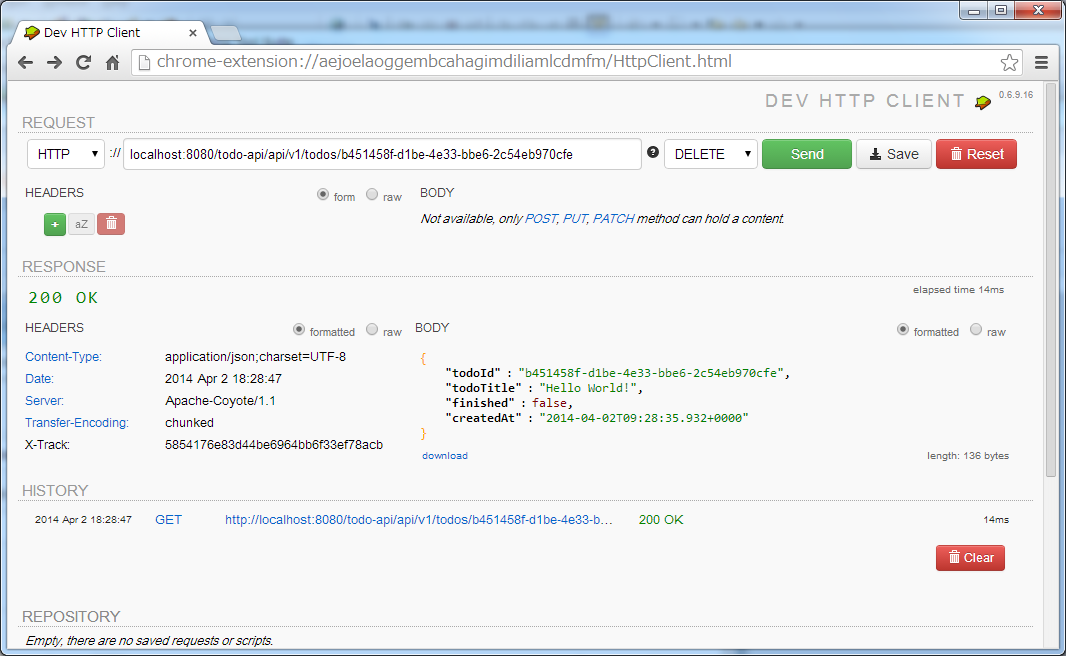 Dev HTTP Client
chrome-extension://aejoelaoggembcahagimdiliamlcdmfm/HttpClient.html
DEV HTTP CLIENT 0.6.9.16
REQUEST
HTTP :// localhost:8080/todo-api/api/v1/todos/b451458f-d1be-4e33-bbe6-2c54eb970cfe DELETE Send Save Reset
HEADERS form raw BODY
Not available, only POST, PUT, PATCH method can hold a content.
+ aZ
RESPONSE
200 OK elapsed time 14ms
HEADERS formatted raw BODY formatted raw
Content-Type: application/json;charset=UTF-8
Date: 2014 Apr 2 18:28:47
Server: Apache-Coyote/1.1
Transfer-Encoding: chunked
X-Track: 5854176e83d44be6964bb6f33ef78acb
{
"todoId" : "b451458f-d1be-4e33-bbe6-2c54eb970cfe",
"todoTitle" : "Hello World!",
"finished" : false,
"createdAt" : "2014-04-02T09:28:35.932+0000"
}
download length: 136 bytes
HISTORY
2014 Apr 2 18:28:47 GET http://localhost:8080/todo-api/api/v1/todos/b451458f-d1be-4e33-b... 200 OK 14ms
Clear
REPOSITORY
Empty, there are no saved requests or scripts.